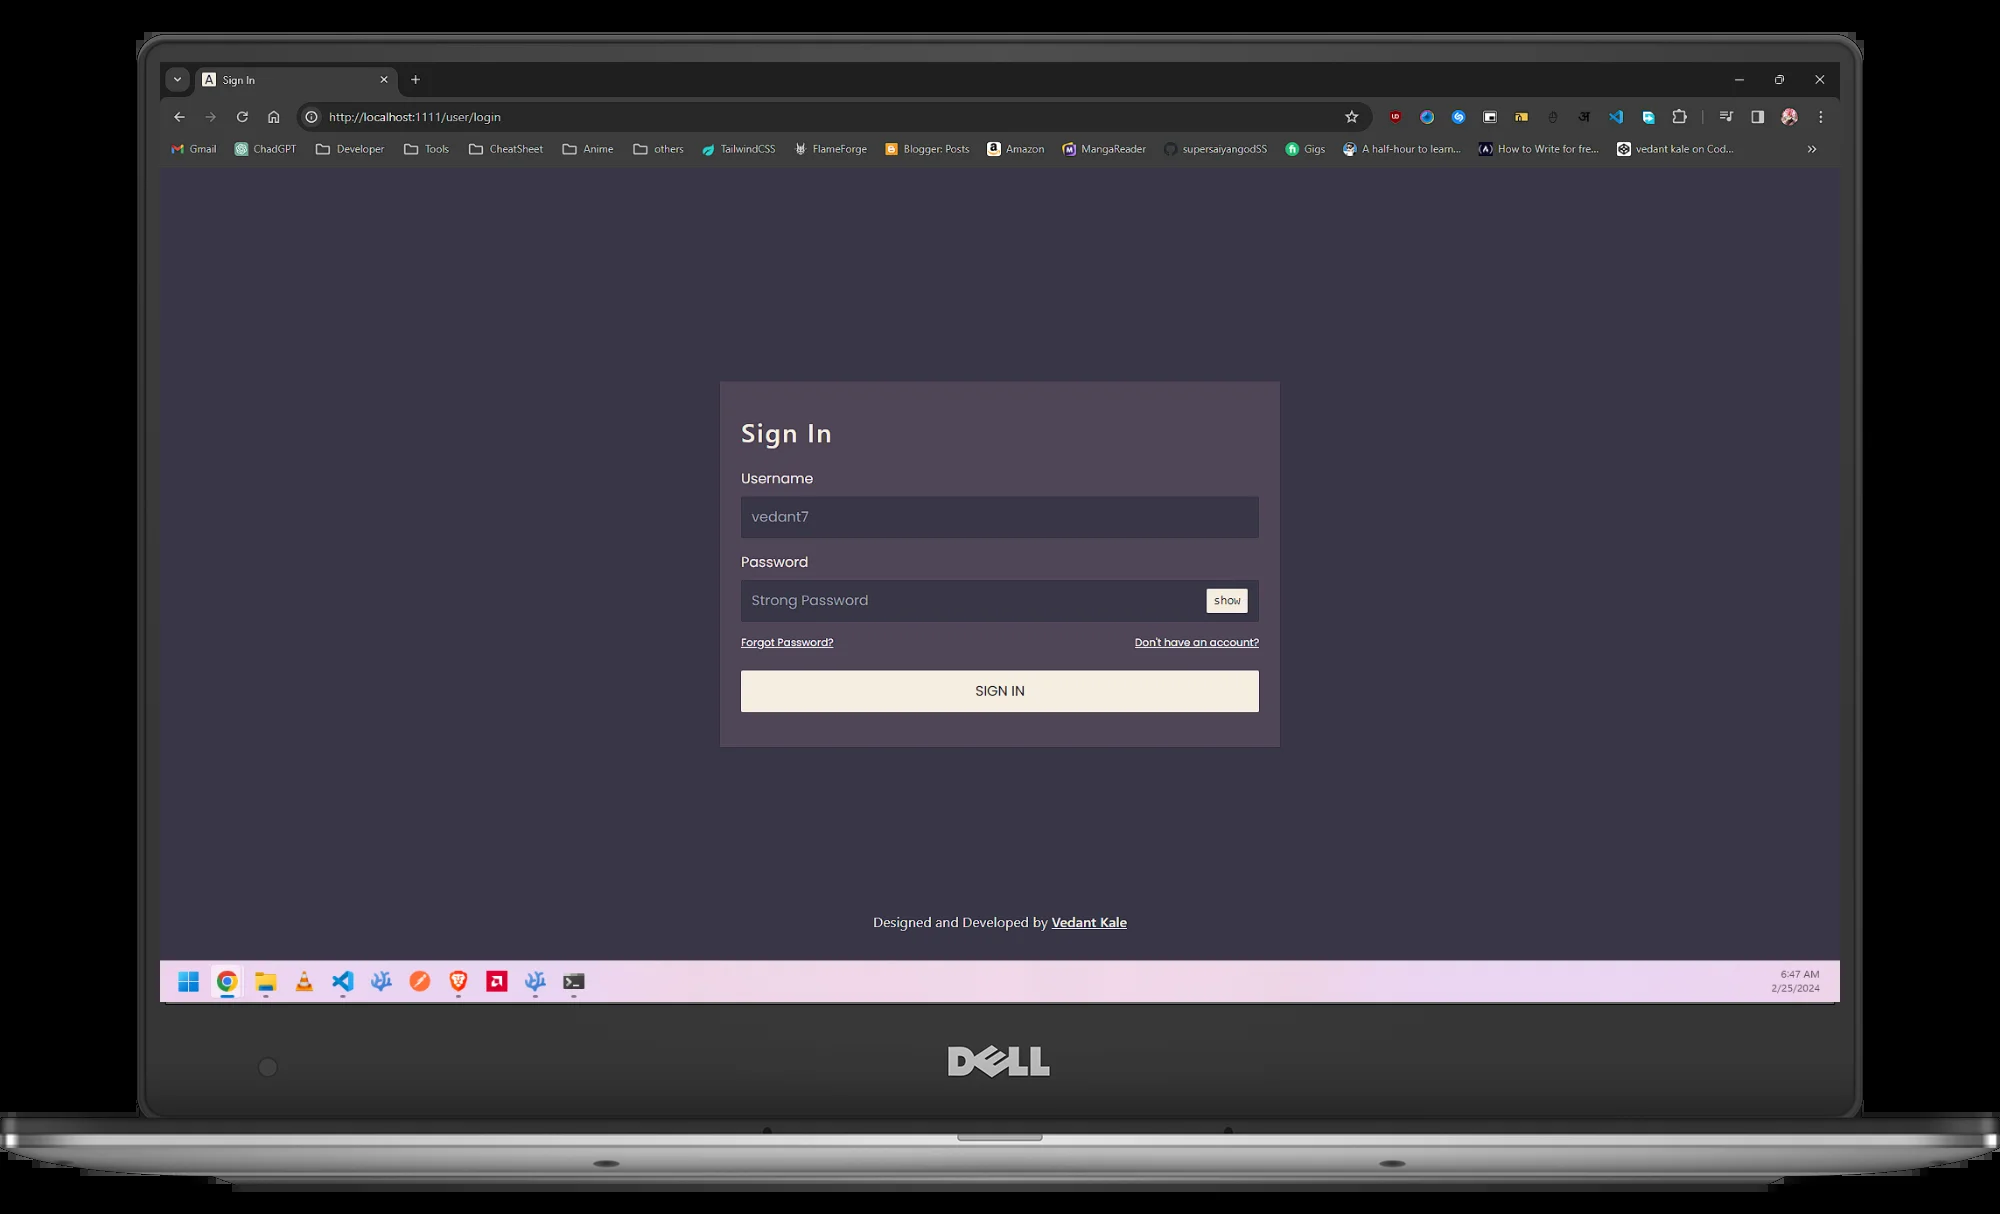 Sign In
http://localhost:1111/user/login
Gmail ChadGPT Developer Tools CheatSheet Anime others TailwindCSS FlameForge Blogger: Posts Amazon MangaReader supersaiyangodSS Gigs A half-hour to learn... How to Write for fre... vedant kale on Cod...
Sign In
Username
vedant7
Password
Strong Password show
Forgot Password? Don't have an account?
SIGN IN
Designed and Developed by Vedant Kale
6:47 AM
2/25/2024
DELL